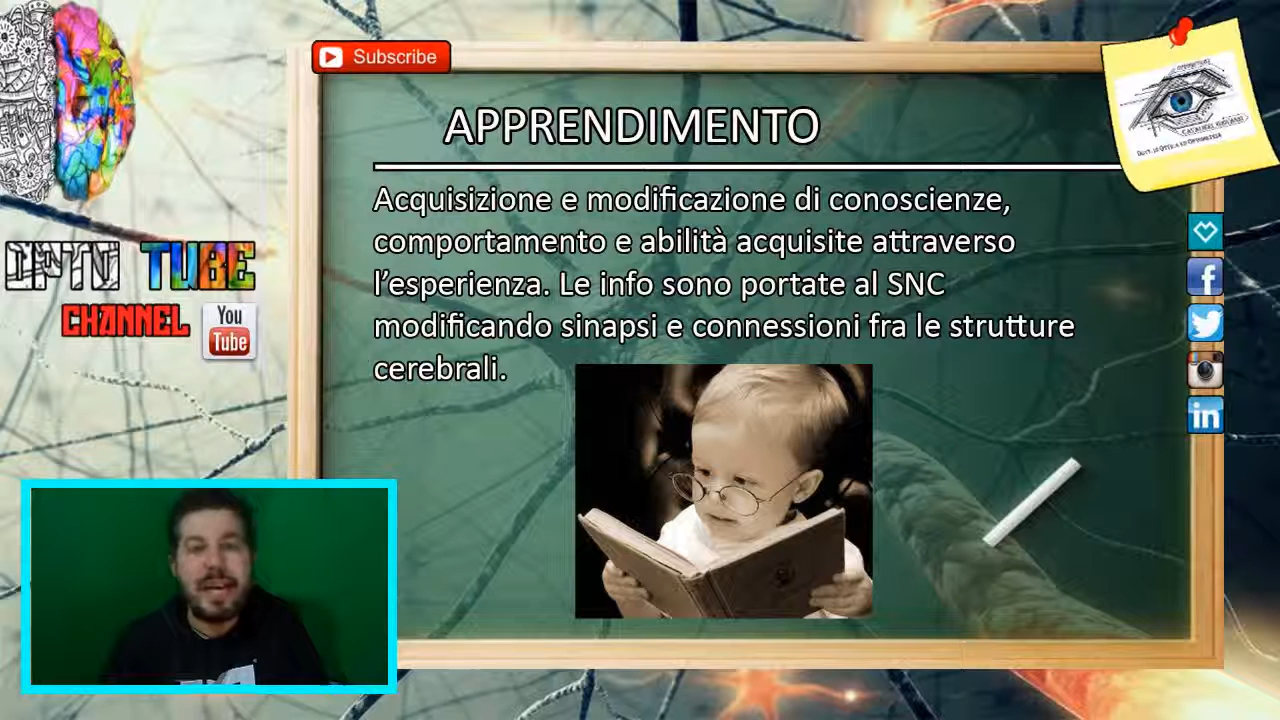 Subscribe
APPRENDIMENTO
Acquisizione e modificazione di conoscienze,
comportamento e abilità acquisite attraverso
l'esperienza. Le info sono portate al SNC
modificando sinapsi e connessioni fra le strutture
cerebrali.
OPTO TUBE
CHANNEL
You
Tube
in